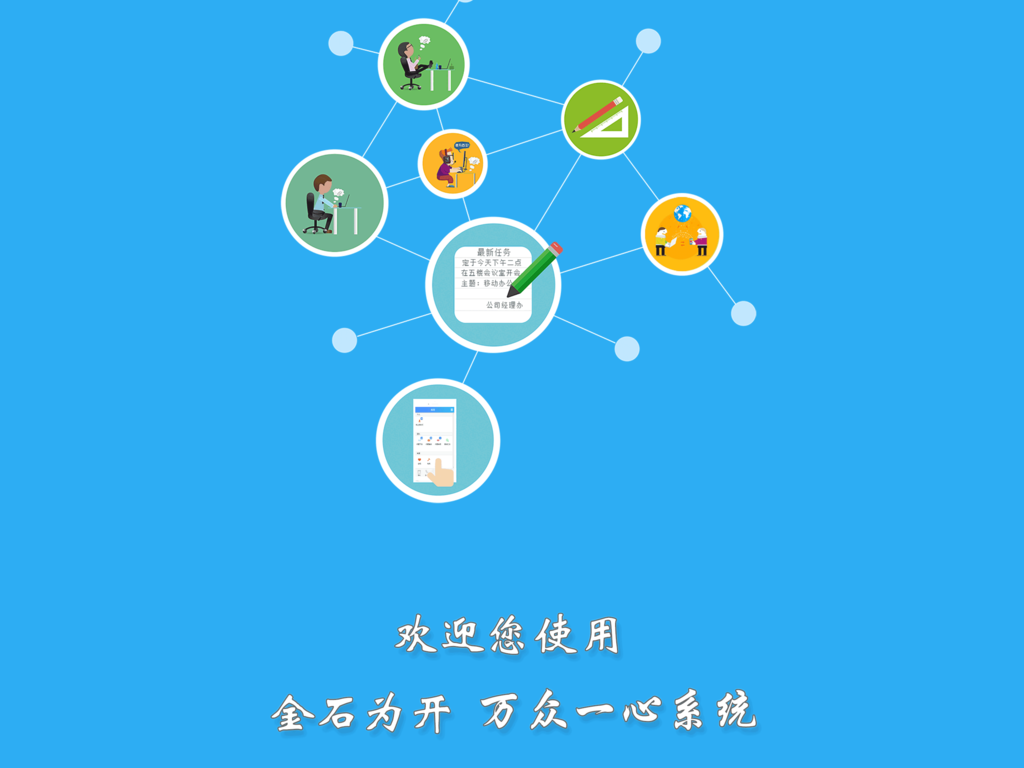 最新任务
定于今天下午二点
在五楼会议室开会
主题：移动办公
公司经理办
欢迎您使用
金石为开 万众一心系统